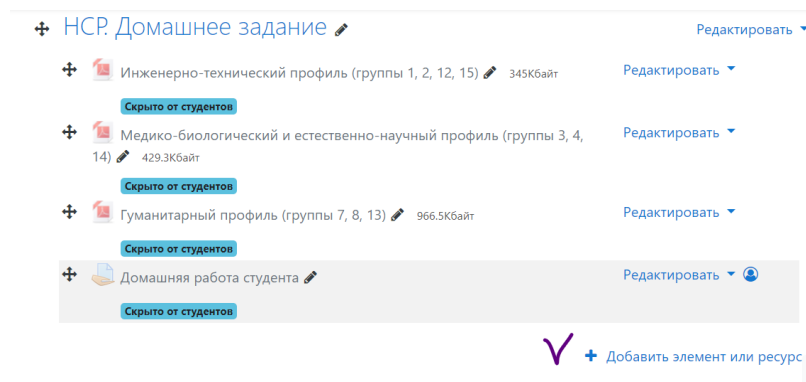 НСР. Домашнее задание
Редактировать
Инженерно-технический профиль (группы 1, 2, 12, 15) 345Кбайт
Редактировать
Скрыто от студентов
Медико-биологический и естественно-научный профиль (группы 3, 4,
14) 429.3Кбайт
Редактировать
Скрыто от студентов
Гуманитарный профиль (группы 7, 8, 13) 966.5Кбайт
Редактировать
Скрыто от студентов
Домашняя работа студента
Редактировать
Скрыто от студентов
Добавить элемент или ресурс